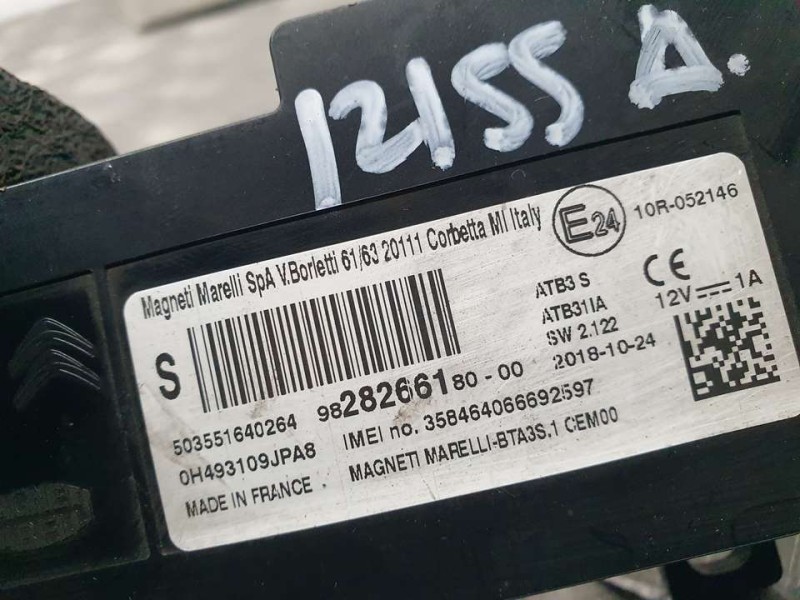 12155 A.
Magneti Marelli SpA V.Borletti 61/63 20111 Corbetta MI Italy
E24
10R-052146
S
ATB3 S
ATB311A
SW 2.122
2018-10-24
CE
12V 1A
503551640264
9828266180-00
0H493109JPA8
IMEI no. 358464066692597
MADE IN FRANCE
MAGNETI MARELLI-BTA3S.1 CEM00